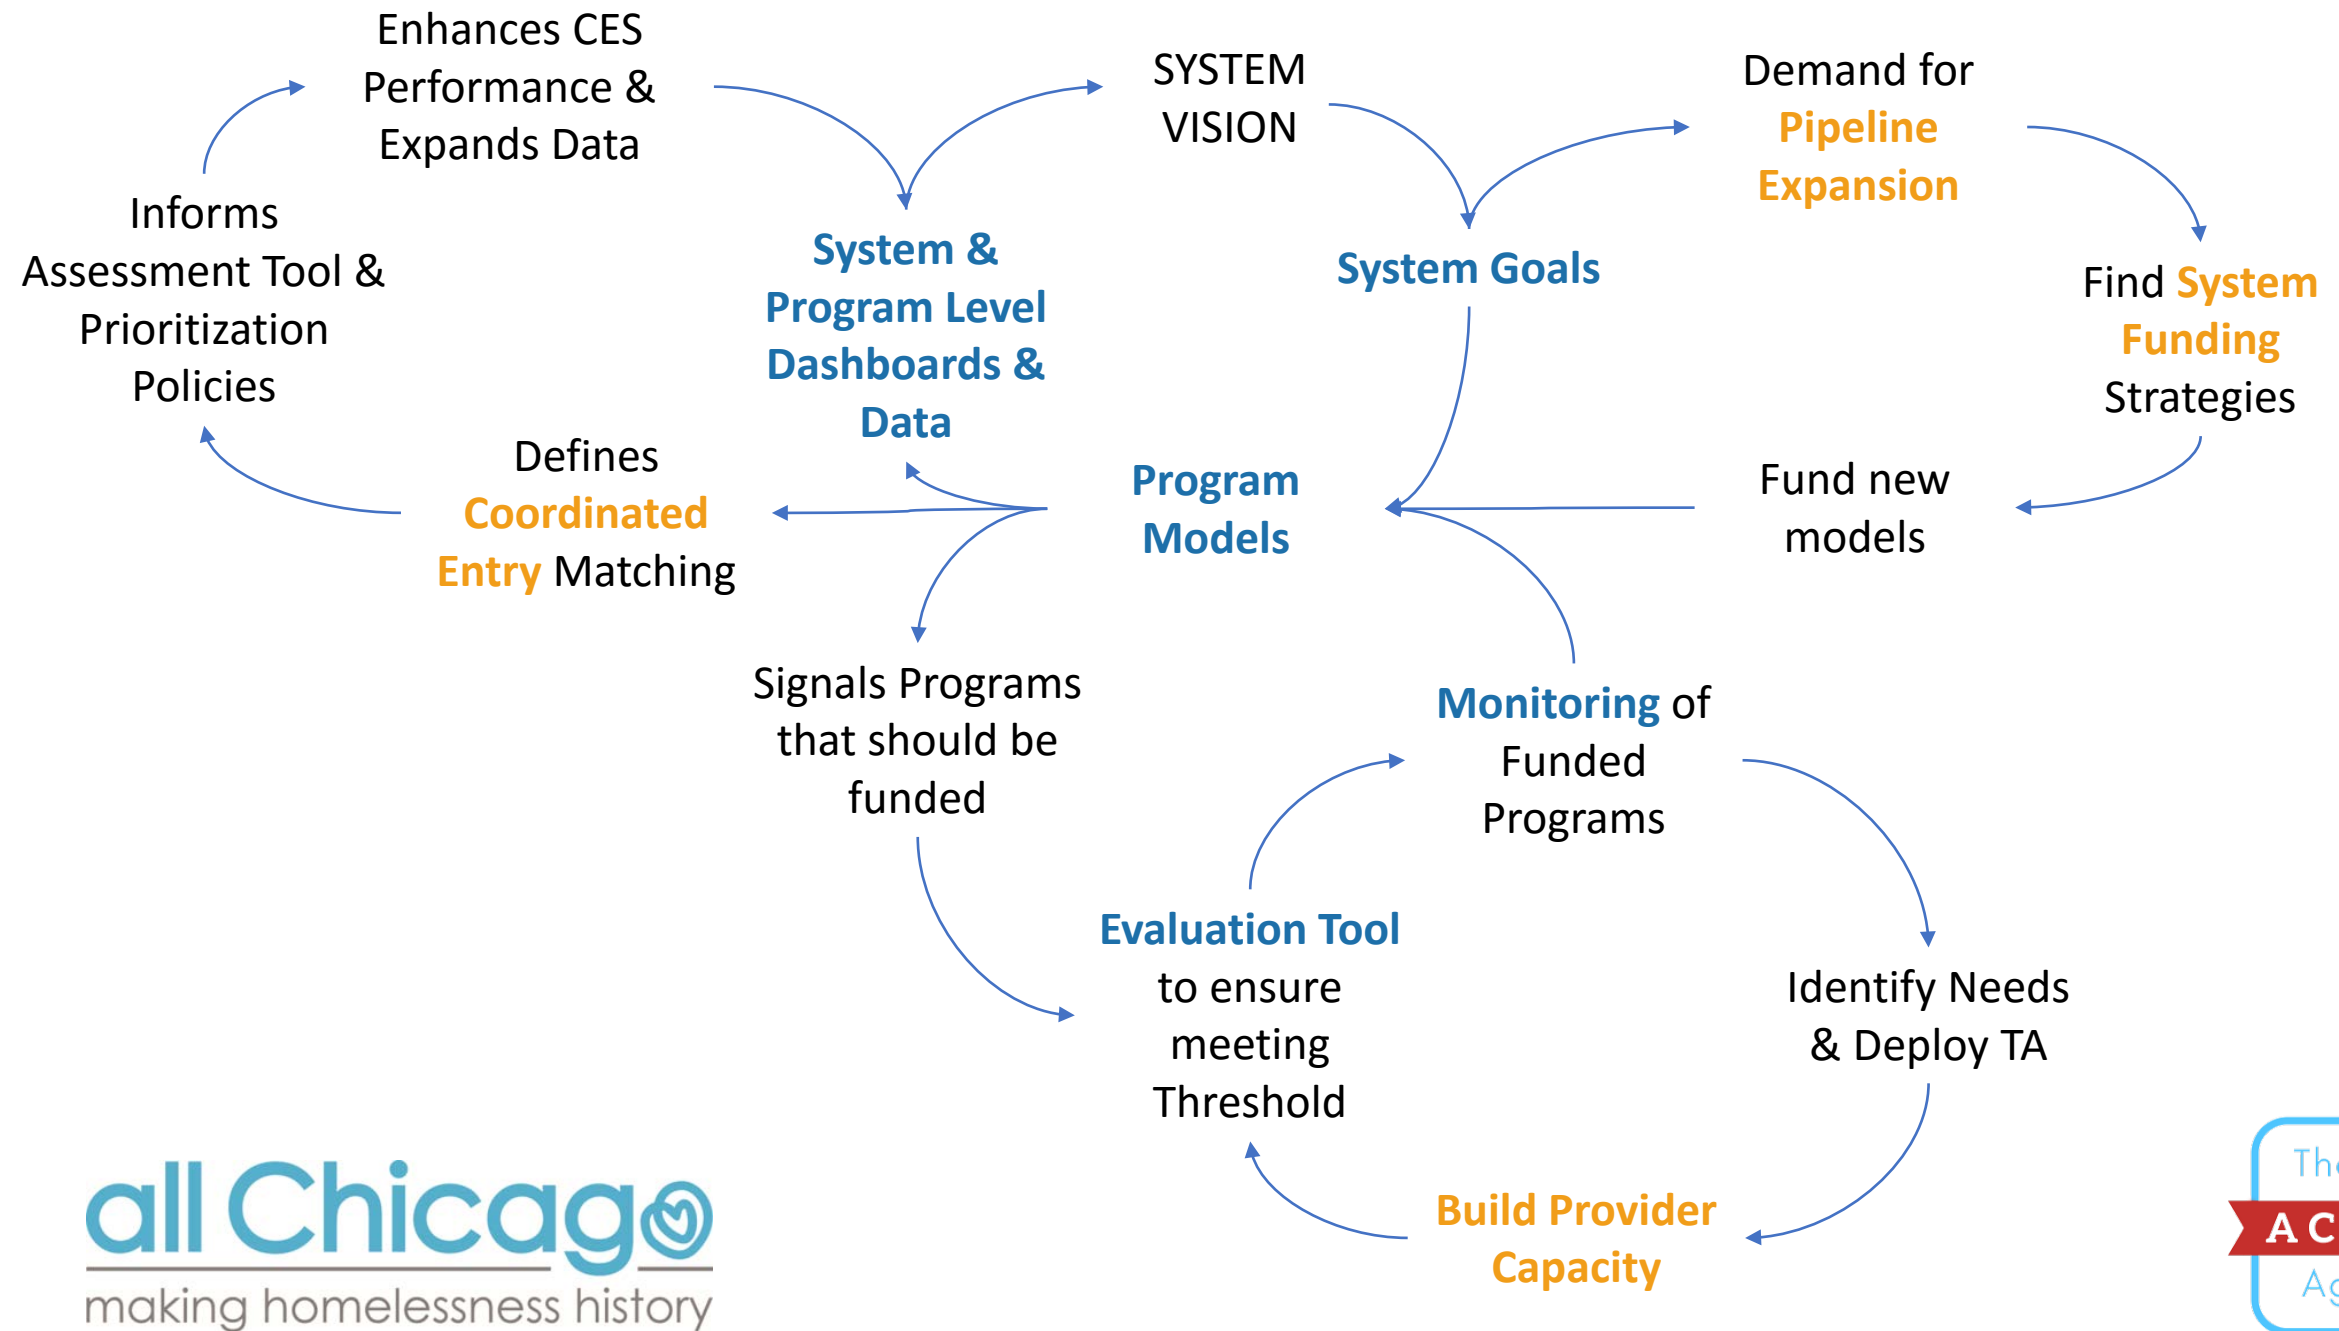 Enhances CES
Performance &
Expands Data
SYSTEM
VISION
Demand for
Pipeline
Expansion
Informs
Assessment Tool &
Prioritization
Policies
System &
Program Level
Dashboards &
Data
System Goals
Find System
Funding
Strategies
Defines
Coordinated
Entry Matching
Program
Models
Fund new
models
Signals Programs
that should be
funded
Monitoring of
Funded
Programs
Evaluation Tool
to ensure
meeting
Threshold
Identify Needs
& Deploy TA
Build Provider
Capacity
all Chicago
making homelessness history